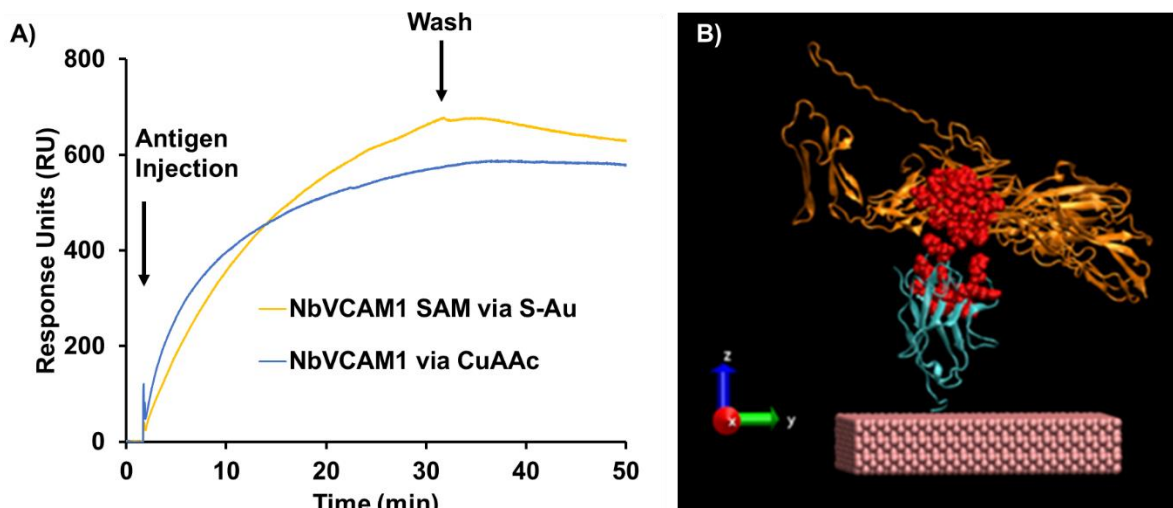 A)
Wash
800
600
400
200
0
Response Units (RU)
Antigen
Injection
NbVCAM1 SAM via S-Au
NbVCAM1 via CuAAc
0 10 20 30 40 50
Time (min)
B)
z
x
y